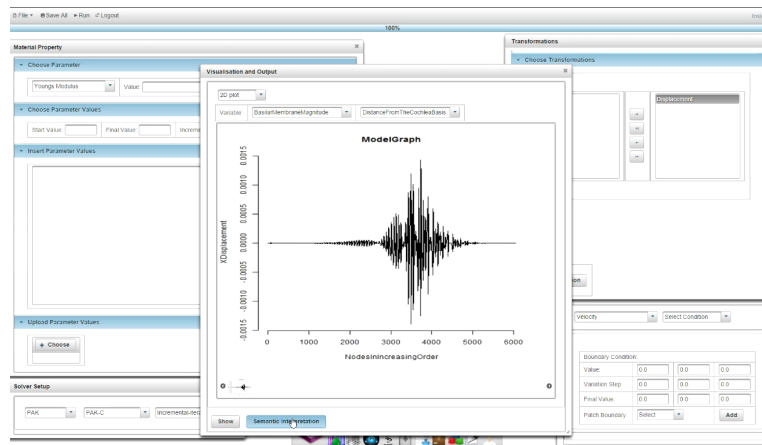 File Save All Run Logout
100%
Material Property
Choose Parameter
Youngs Modulus Value:
Choose Parameter Values
Start Value: Final Value: Increme
Insert Parameter Values
Upload Parameter Values
+ Choose
Solver Setup
PAK PAK-C Incremental-itera
Visualisation and Output
2D plot
Variable BasilarMembraneMagnitude DistanceFromTheCochleaBasis
ModelGraph
XDisplacement
0.0015
0.0010
0.0005
0.0000
-0.0005
-0.0010
-0.0015
0 1000 2000 3000 4000 5000 6000
NodesInIncreasingOrder
Show Semantic Interpretation
Transformations
Choose Transformations
Displacement
ion
Velocity Select Condition
Boundary Condition:
Value: 0.0 0.0 0.0
Variation Step 0.0 0.0 0.0
Final Value: 0.0 0.0 0.0
Patch Boundary Select Add